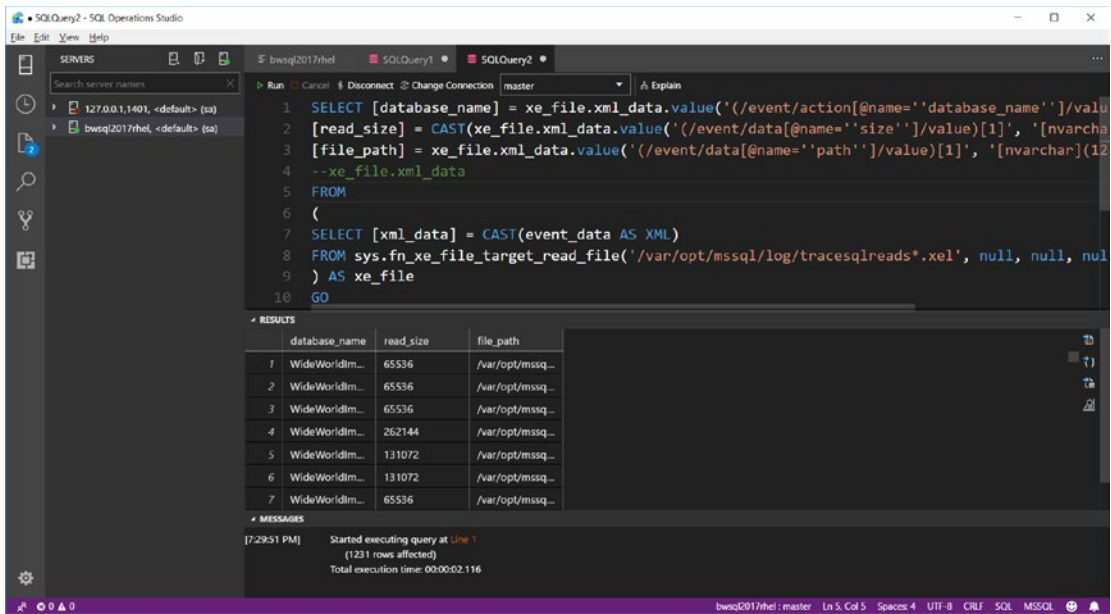 ● SQLQuery2 - SQL Operations Studio
File Edit View Help
SERVERS
Search server names
127.0.0.1,1401, <default> (sa)
bwsql2017rhel, <default> (sa)
2
bwsql2017rhel SQLQuery1 ● SQLQuery2 ●
Run Cancel Disconnect Change Connection master Explain
1 SELECT [database_name] = xe_file.xml_data.value('(/event/action[@name=''database_name'']/valu
2 [read_size] = CAST(xe_file.xml_data.value('(/event/data[@name=''size'']/value)[1]', '[nvarcha
3 [file_path] = xe_file.xml_data.value('(/event/data[@name=''path'']/value)[1]', '[nvarchar](12
4 --xe_file.xml_data
5 FROM
6 (
7 SELECT [xml_data] = CAST(event_data AS XML)
8 FROM sys.fn_xe_file_target_read_file('/var/opt/mssql/log/tracesqlreads*.xel', null, null, nul
9 ) AS xe_file
10 GO
RESULTS
database_name read_size file_path
1 WideWorldIm... 65536 /var/opt/mssq...
2 WideWorldIm... 65536 /var/opt/mssq...
3 WideWorldIm... 65536 /var/opt/mssq...
4 WideWorldIm... 262144 /var/opt/mssq...
5 WideWorldIm... 131072 /var/opt/mssq...
6 WideWorldIm... 131072 /var/opt/mssq...
7 WideWorldIm... 65536 /var/opt/mssq...
MESSAGES
[7:29:51 PM] Started executing query at Line 1
(1231 rows affected)
Total execution time: 00:00:02.116
0 0 bwsql2017rhel : master Ln 5, Col 5 Spaces: 4 UTF-8 CRLF SQL MSSQL